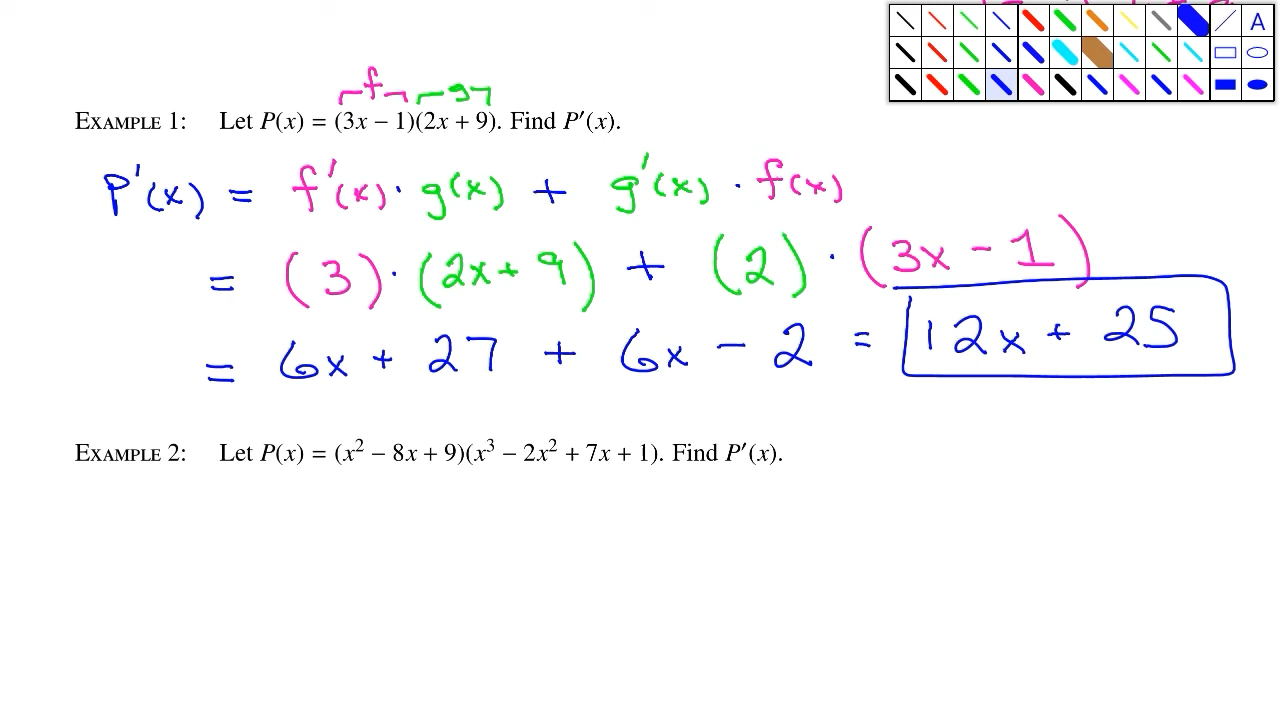 A
f g
EXAMPLE 1: Let P(x) = (3x − 1)(2x + 9). Find P′(x).
P'(x) = f'(x) · g(x) + g'(x) · f(x)
= (3) · (2x + 9) + (2) · (3x − 1)
= 6x + 27 + 6x − 2 = 12x + 25
EXAMPLE 2: Let P(x) = (x² − 8x + 9)(x³ − 2x² + 7x + 1). Find P′(x).